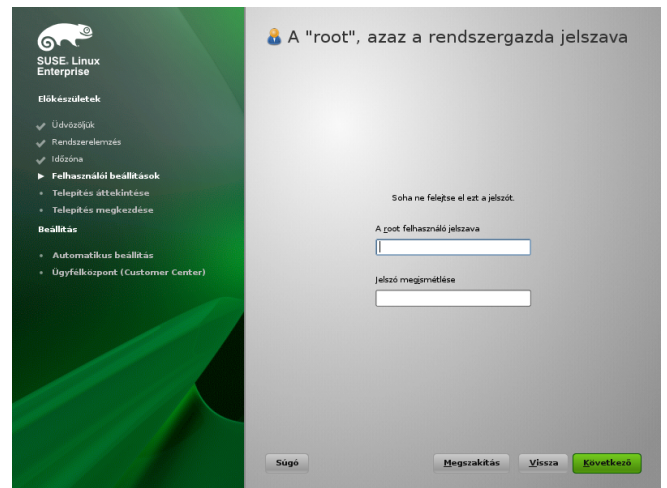 SUSE® Linux
Enterprise
Előkészületek
Üdvözöljük
Rendszerelemzés
Időzóna
Felhasználói beállítások
Telepítés áttekintése
Telepítés megkezdése
Beállítás
Automatikus beállítás
Ügyfélközpont (Customer Center)
A "root", azaz a rendszergazda jelszava
Soha ne felejtse el ezt a jelszót.
A root felhasználó jelszava
Jelszó megismétlése
Súgó
Megszakítás
Vissza
Következő